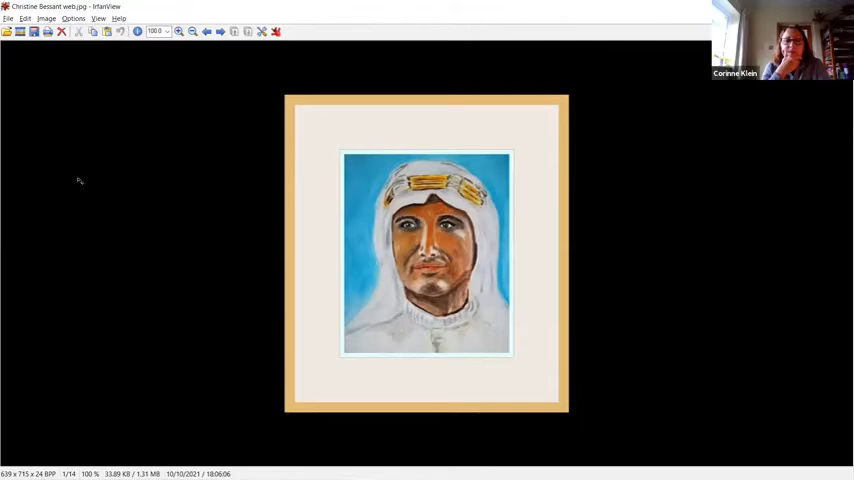 Christine Bessant web.jpg - IrfanView
File Edit Image Options View Help
100.0
Corinne Klein
639 x 715 x 24 BPP 1/14 100 % 33.89 KB / 1.31 MB 10/10/2021 / 18:06:06